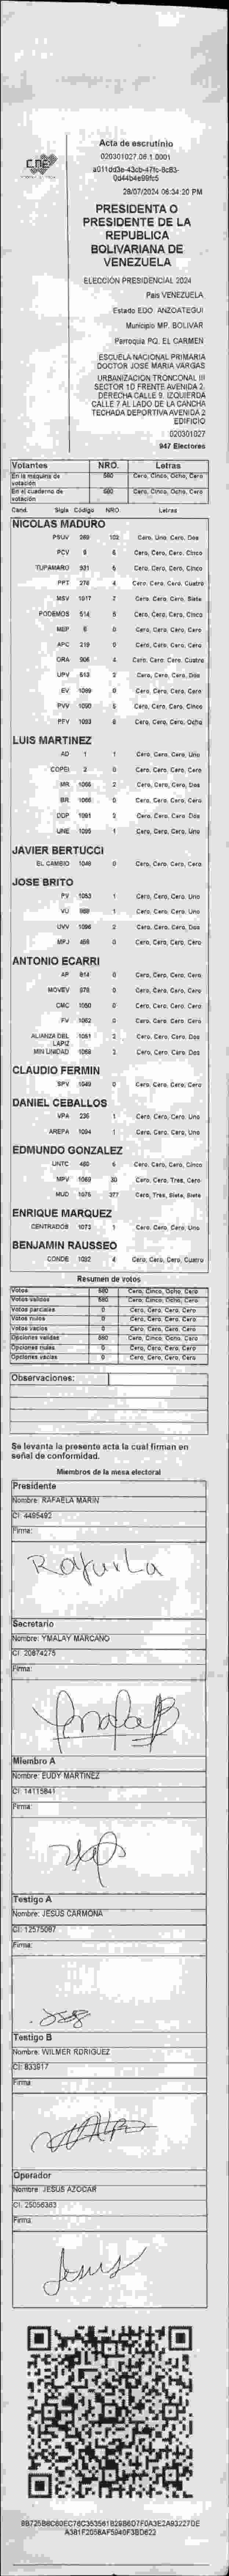 CNE
Acta de escrutinio
020301027.06.1.0001
28/07/2024 06:34:20 PM
PRESIDENTA O
PRESIDENTE DE LA
REPUBLICA
BOLIVARIANA DE
VENEZUELA
ELECCIÓN PRESIDENCIAL 2024
Pais VENEZUELA
Estado EDO. ANZOATEGUI
Municipio MP. BOLIVAR
Parroquia PQ. EL CARMEN
ESCUELA NACIONAL PRIMARIA
DOCTOR JOSE MARIA VARGAS
URBANIZACIÓN TRONCONAL III
SECTOR 10 FRENTE AVENIDA 2.
DERECHA CALLE 9. IZQUIERDA
CALLE 7 AL LADO DE LA CANCHA
TECHADA DEPORTIVA AVENIDA 2
EDIFICIO
020301027
947 Electores
Votantes NRO. Letras
En la máquina de votación 580 Cero, Cinco, Ocho, Cero
En el cuaderno de votación 580 Cero, Cinco, Ocho, Cero
Cand. Sigla Código NRO. Letras
NICOLAS MADURO
PSUV 269 102 Cero, Uno, Cero, Dos
PCV 6 Cero, Cero, Cero, Cinco
TUPAMARO 931 5 Cero, Cero, Cero, Cinco
PPT 278 4 Cero, Cero, Cero, Cuatro
MSV 1017 7 Cero, Cero, Cero, Siete
PODEMOS 514 5 Cero, Cero, Cero, Cinco
MEP 6 0 Cero, Cero, Cero, Cero
APC 219 0 Cero, Cero, Cero, Cero
ORA 906 4 Cero, Cero, Cero, Cuatro
UPV 513 2 Cero, Cero, Cero, Dos
EV 1089 0 Cero, Cero, Cero, Cero
PVV 1090 5 Cero, Cero, Cero, Cinco
PFV 1093 8 Cero, Cero, Cero, Ocho
LUIS MARTINEZ
AD 1 1 Cero, Cero, Cero, Uno
COPEI 2 0 Cero, Cero, Cero, Cero
MR 1066 2 Cero, Cero, Cero, Dos
BR 0 Cero, Cero, Cero, Cero
DDP 1091 2 Cero, Cero, Cero, Dos
UNE 1095 1 Cero, Cero, Cero, Uno
JAVIER BERTUCCI
EL CAMBIO 1048 0 Cero, Cero, Cero, Cero
JOSE BRITO
PV 1053 1 Cero, Cero, Cero, Uno
VU 989 1 Cero, Cero, Cero, Uno
UVV 1096 2 Cero, Cero, Cero, Dos
MPJ 468 0 Cero, Cero, Cero, Cero
ANTONIO ECARRI
AP 814 0 Cero, Cero, Cero, Cero
MOVEV 978 0 Cero, Cero, Cero, Cero
CMC 1050 0 Cero, Cero, Cero, Cero
FV 1062 0 Cero, Cero, Cero, Cero
ALIANZA DEL LAPIZ 1081 2 Cero, Cero, Cero, Dos
MIN UNIDAD 1068 2 Cero, Cero, Cero, Dos
CLAUDIO FERMIN
SPV 1049 0 Cero, Cero, Cero, Cero
DANIEL CEBALLOS
VPA 236 1 Cero, Cero, Cero, Uno
AREPA 1094 1 Cero, Cero, Cero, Uno
EDMUNDO GONZALEZ
UNTC 460 Cero, Cero, Cero, Cinco
MPV 1069 30 Cero, Cero, Tres, Cero
MUD 1075 377 Cero, Tres, Siete, Siete
ENRIQUE MARQUEZ
CENTRADOS 1073 1 Cero, Cero, Cero, Uno
BENJAMIN RAUSSEO
CONDE 1092 4 Cero, Cero, Cero, Cuatro
Resumen de votos
Votos 580 Cero, Cinco, Ocho, Cero
Votos validos 580 Cero, Cinco, Ocho, Cero
Votos parciales 0 Cero, Cero, Cero, Cero
Votos nulos 0 Cero, Cero, Cero, Cero
Votos vacios 0 Cero, Cero, Cero, Cero
Opciones validas 580 Cero, Cinco, Ocho, Cero
Opciones nulas 0 Cero, Cero, Cero, Cero
Opciones vacias 0 Cero, Cero, Cero, Cero
Observaciones:
Se levanta la presente acta la cual firman en
señal de conformidad.
Miembros de la mesa electoral
Presidente
Nombre: RAFAELA MARIN
CI: 4495492
Firma:
Rafaela
Secretario
Nombre: YMALAY MARCANO
CI: 20874275
Firma:
Miembro A
Nombre: EUDY MARTINEZ
CI: 14115841
Firma:
Testigo A
Nombre: JESUS CARMONA
CI: 12575087
Firma:
Testigo B
Nombre: WILMER RDRIGUEZ
CI: 833917
Firma
Operador
Nombre: JESUS AZOCAR
CI: 25056363
Firma
Jesus